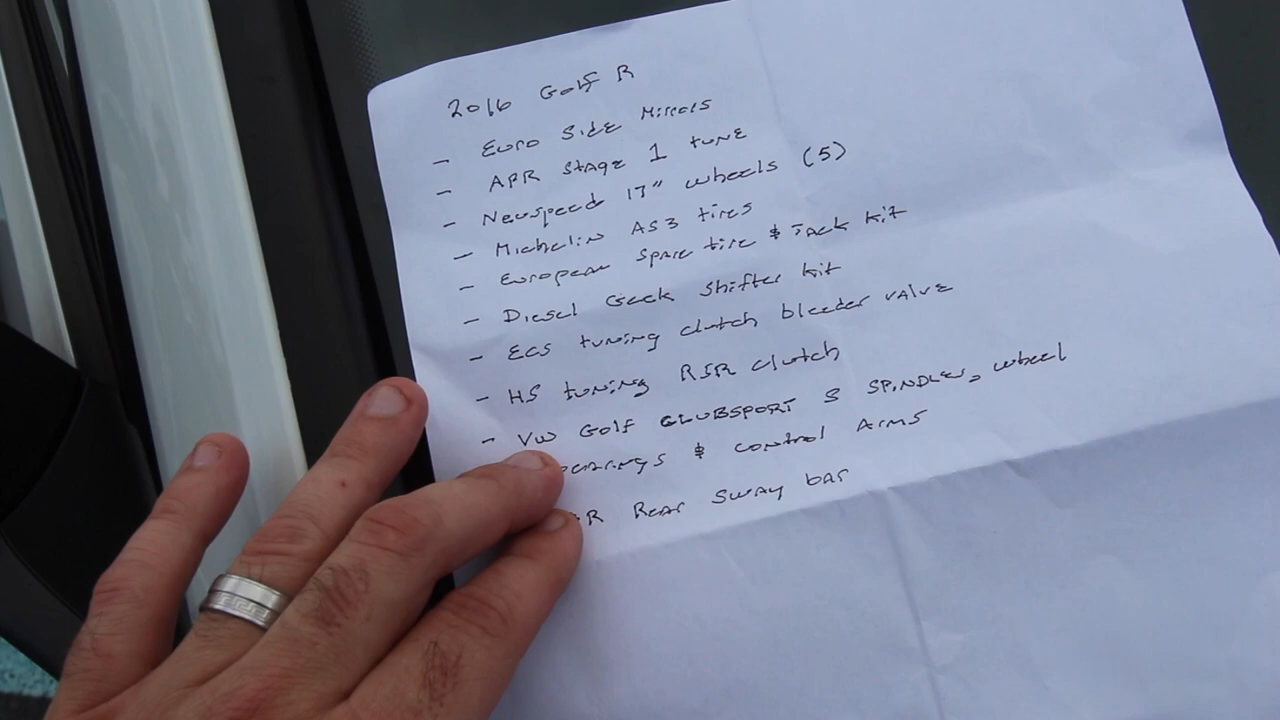 2016 Golf R
- Euro Side Mirrors
- APR Stage 1 tune
- Neuspeed 17" wheels (5)
- Michelin AS3 tires
- European Spare tire & Jack Kit
- Diesel Geek Shifter Kit
- ECS tuning clutch bleeder valve
- HS tuning RSR clutch
- VW Golf CLUBSPORT S SPINDLES, wheel
bearings & control Arms
Rear Sway bar